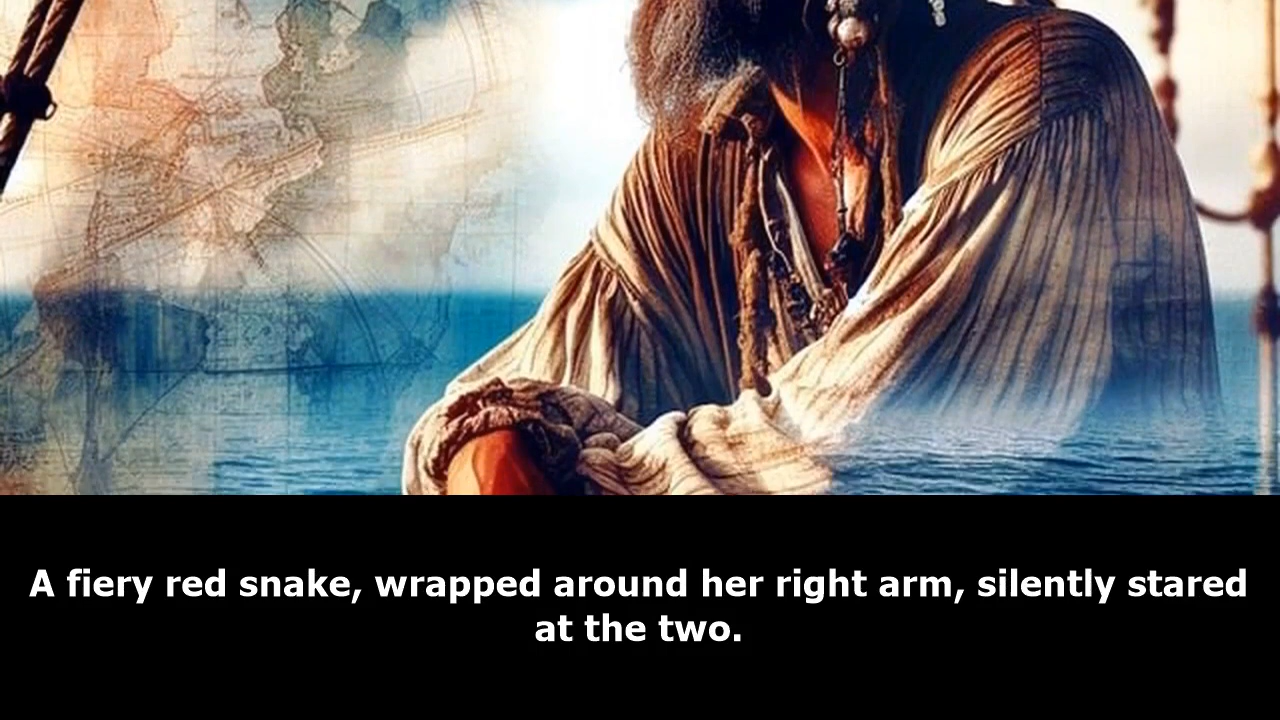 A fiery red snake, wrapped around her right arm, silently stared
at the two.